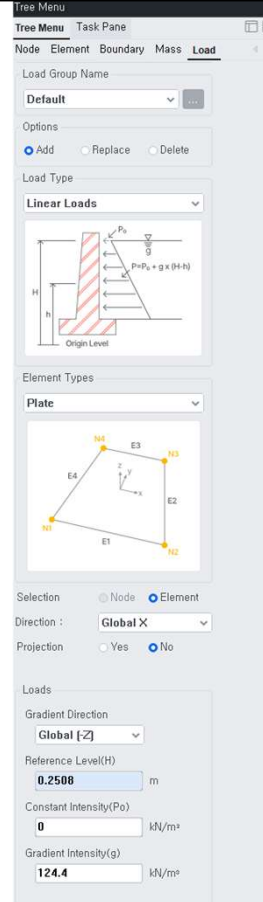 Tree Menu
Tree Menu Task Pane
Node Element Boundary Mass Load
Load Group Name
Default ...
Options
Add Replace Delete
Load Type
Linear Loads
P₀
g
P=P₀ + g x (H-h)
H
h
Origin Level
Element Types
Plate
N4 E3 N3
z y
E4 x
E2
N1
E1
N2
Selection Node Element
Direction : Global X
Projection Yes No
Loads
Gradient Direction
Global (-Z)
Reference Level(H)
0.2508 m
Constant Intensity(Po)
0 kN/m²
Gradient Intensity(g)
124.4 kN/m³